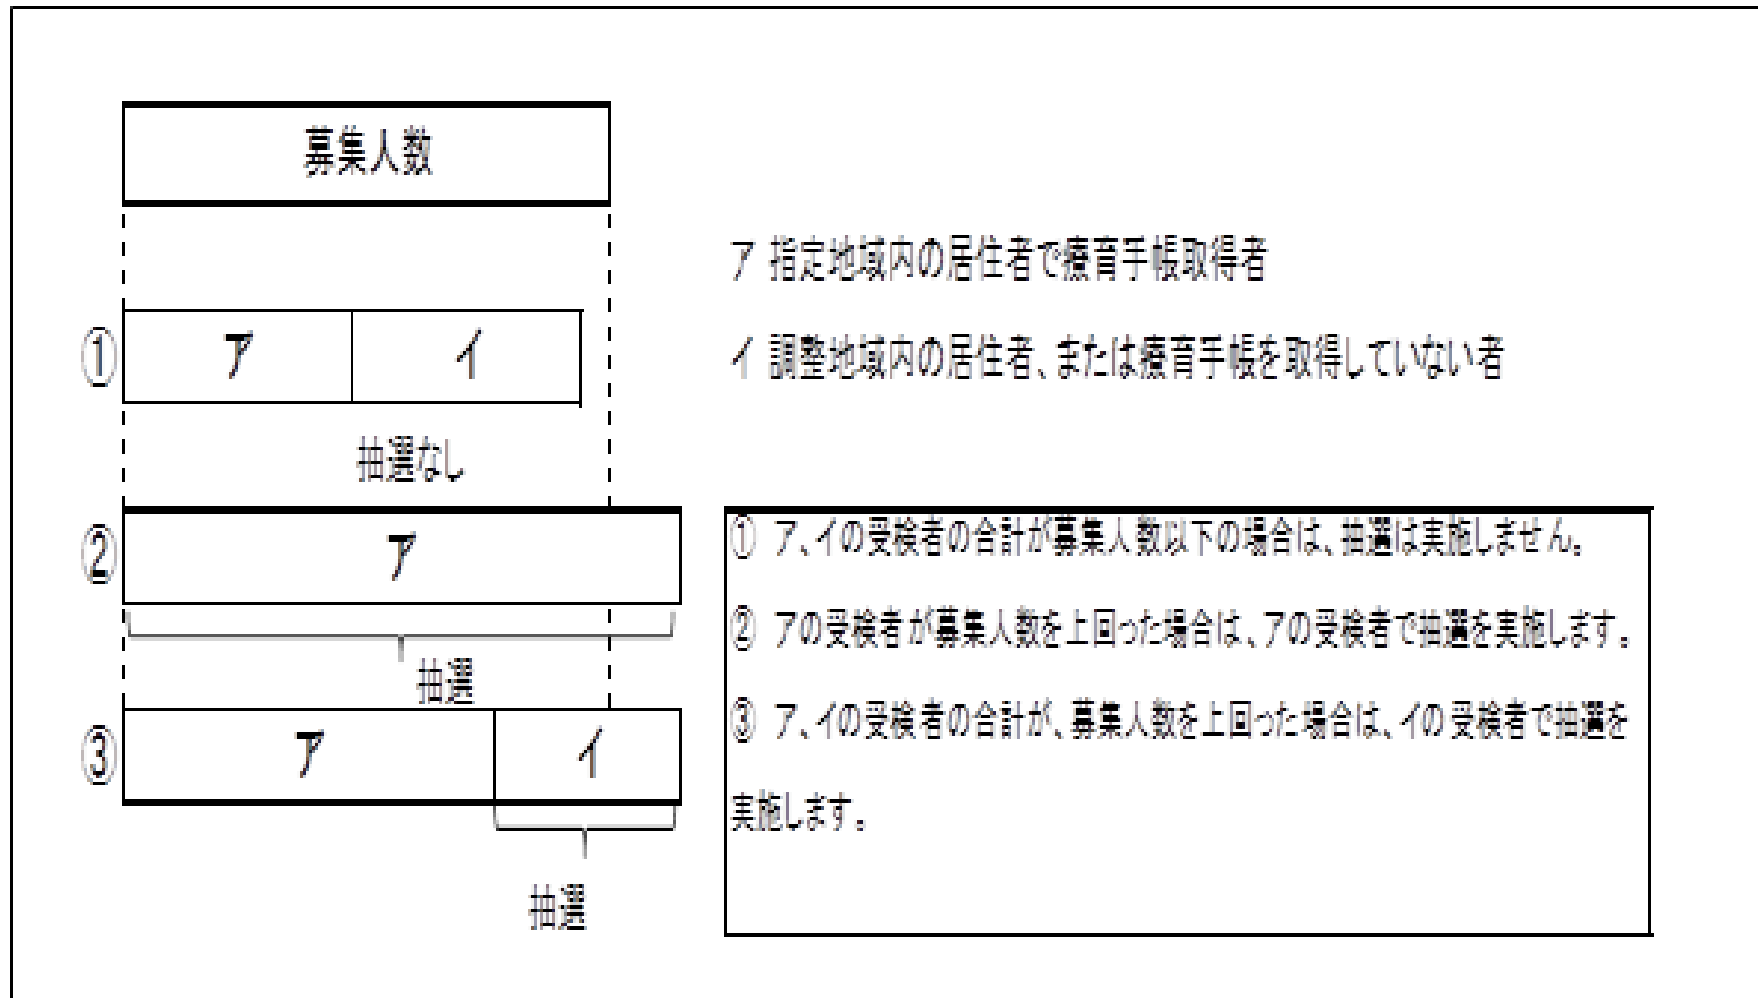 募集人数
ア 指定地域内の居住者で療育手帳取得者
① ア イ
イ 調整地域内の居住者、または療育手帳を取得していない者
抽選なし
② ア
抽選
③ ア イ
抽選
① ア、イの受検者の合計が募集人数以下の場合は、抽選は実施しません。
② アの受検者が募集人数を上回った場合は、アの受検者で抽選を実施します。
③ ア、イの受検者の合計が、募集人数を上回った場合は、イの受検者で抽選を
実施します。